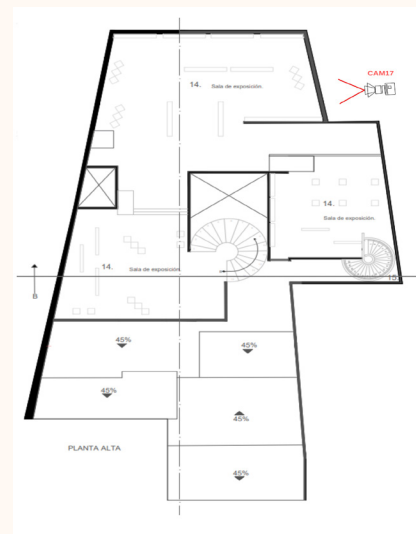 CAM17
14. Sala de exposición.
14.
Sala de exposición.
14. Sala de exposición.
15.
B
45%
45%
45%
45%
45%
PLANTA ALTA